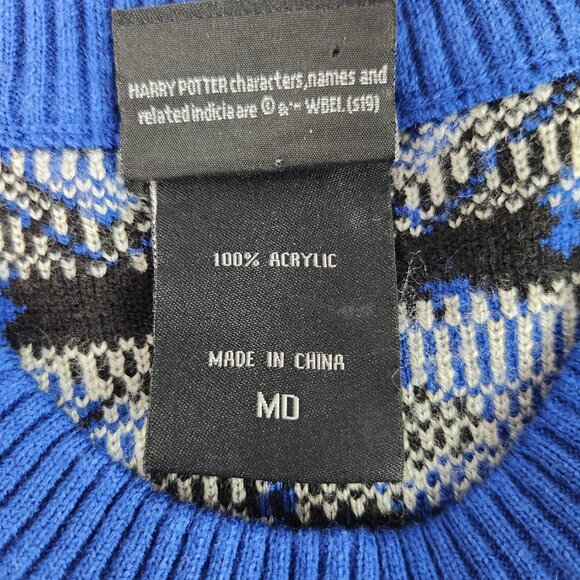 HARRY POTTER characters,names and
related indicia are © & ™ WBEI. (s19)
100% ACRYLIC
MADE IN CHINA
MD